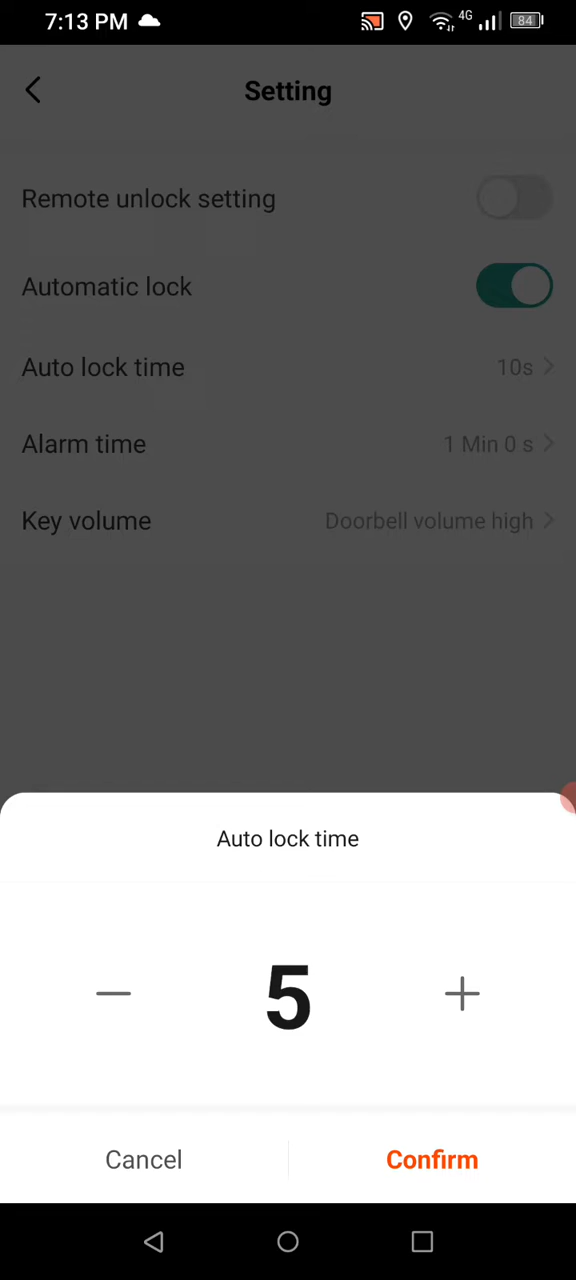 7:13 PM 4G 84
Setting
Remote unlock setting
Automatic lock
Auto lock time 10s
Alarm time 1 Min 0 s
Key volume Doorbell volume high
Auto lock time
5
Cancel Confirm